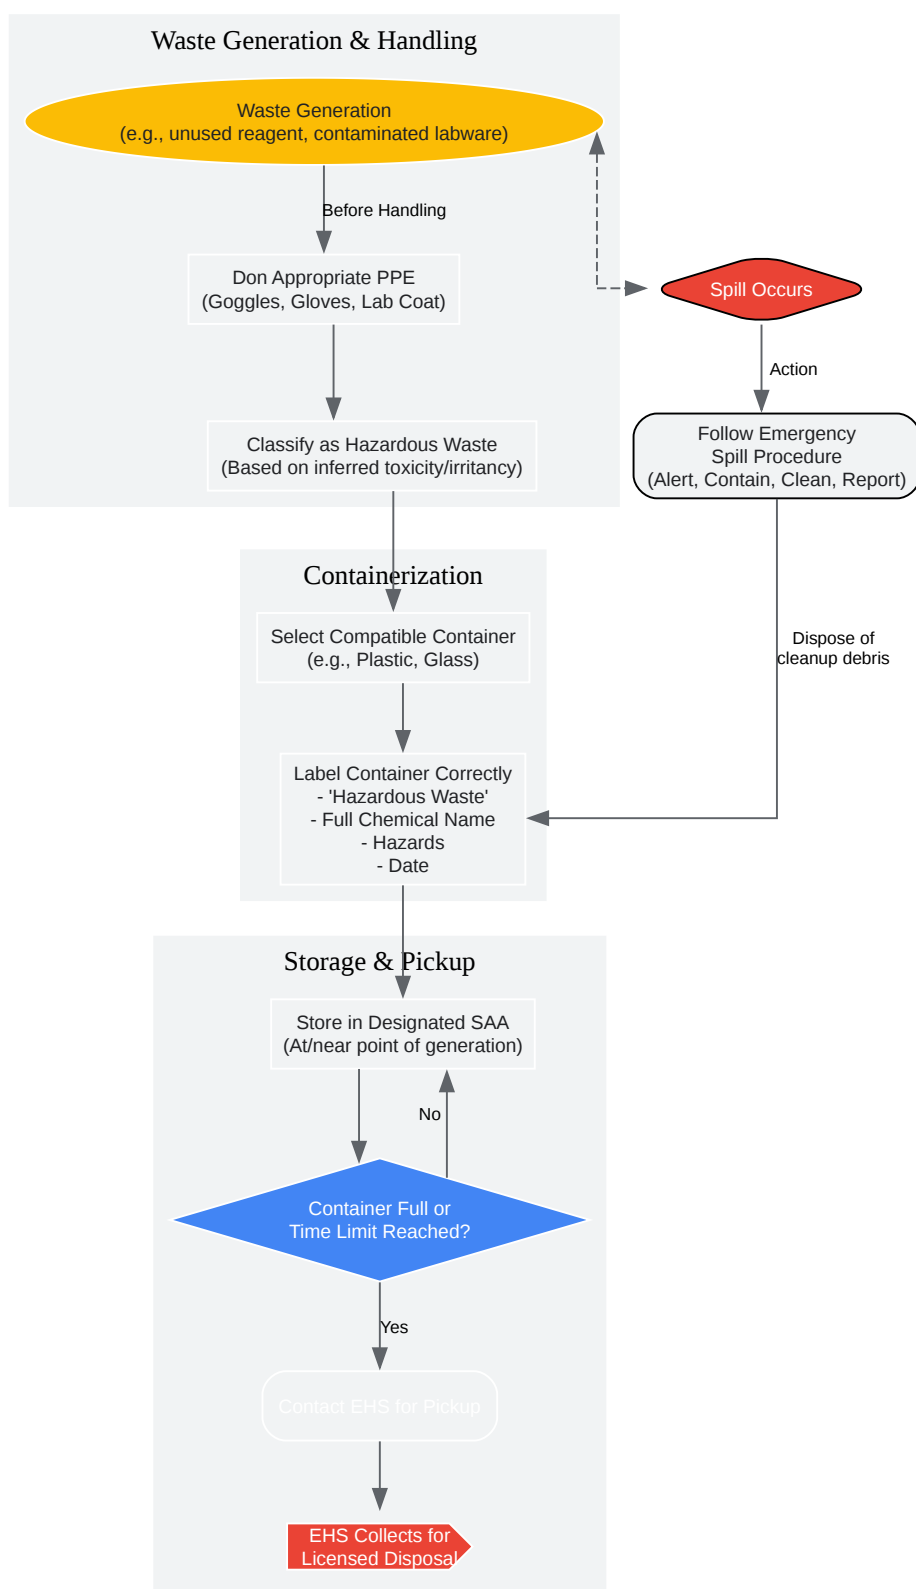 Waste Generation & Handling
Waste Generation
(e.g., unused reagent, contaminated labware)
Before Handling
Don Appropriate PPE
(Goggles, Gloves, Lab Coat)
Spill Occurs
Action
Classify as Hazardous Waste
(Based on inferred toxicity/irritancy)
Follow Emergency
Spill Procedure
(Alert, Contain, Clean, Report)
Containerization
Select Compatible Container
(e.g., Plastic, Glass)
Dispose of
cleanup debris
Label Container Correctly
- 'Hazardous Waste'
- Full Chemical Name
- Hazards
- Date
Storage & Pickup
Store in Designated SAA
(At/near point of generation)
No
Container Full or
Time Limit Reached?
Yes
Contact EHS for Pickup
EHS Collects for
Licensed Disposal